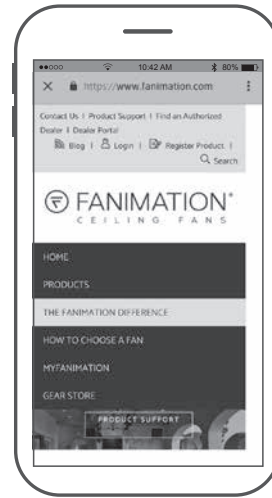 10:42 AM 80%
https://www.fanimation.com
Contact Us | Product Support | Find an Authorized
Dealer | Dealer Portal
Blog | Login | Register Product |
Search
FANIMATION®
CEILING FANS
HOME
PRODUCTS
THE FANIMATION DIFFERENCE
HOW TO CHOOSE A FAN
MYFANIMATION
GEAR STORE
PRODUCT SUPPORT